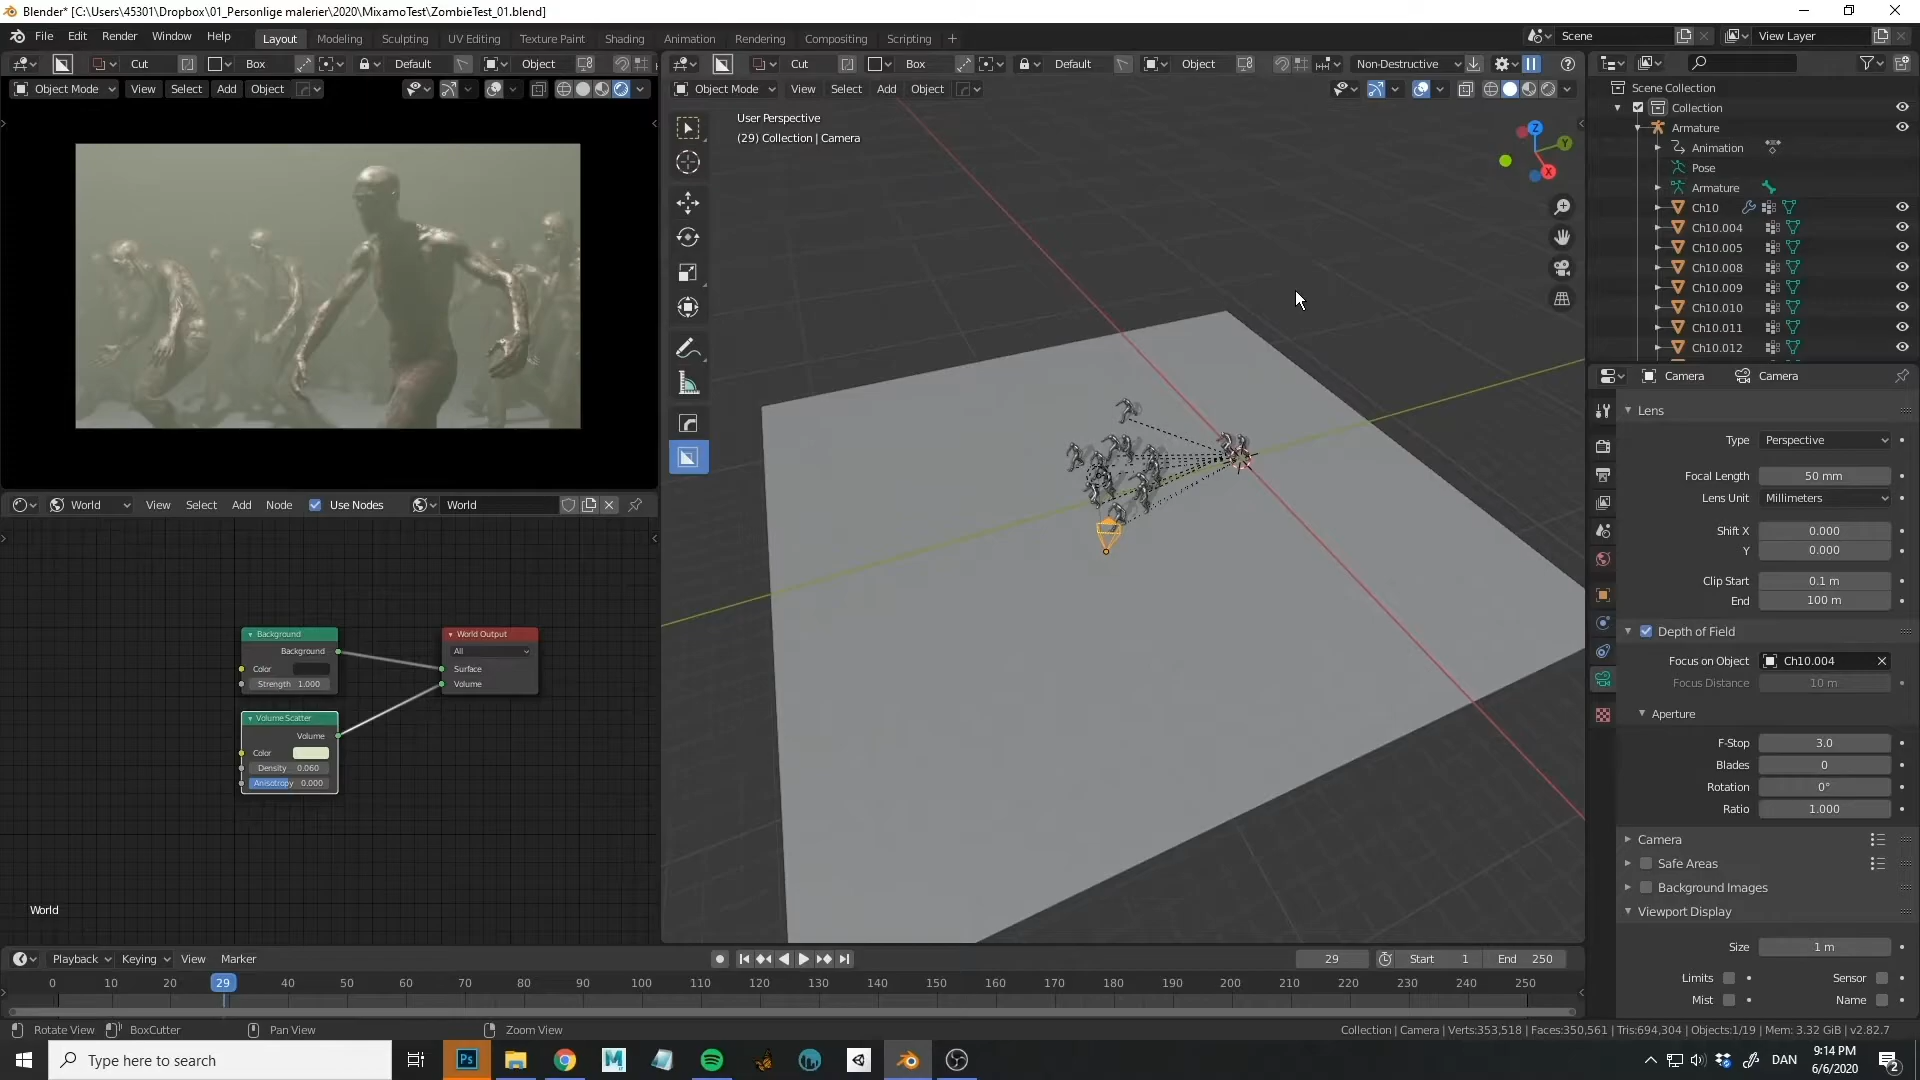 Blender* [C:\Users\45301\Dropbox\01_Personlige malerier\2020\MixamoTest\ZombieTest_01.blend]
File Edit Render Window Help Layout Modeling Sculpting UV Editing Texture Paint Shading Animation Rendering Compositing Scripting + Scene View Layer
Cut Box Default Object
Cut Box Default Object Non-Destructive
Object Mode View Select Add Object
Object Mode View Select Add Object
User Perspective
(29) Collection | Camera
Z
Y
X
Scene Collection
Collection
Armature
Animation
Pose
Armature
Ch10
Ch10.004
Ch10.005
Ch10.008
Ch10.009
Ch10.010
Ch10.011
Ch10.012
Camera Camera
Lens
Type Perspective
Focal Length 50 mm
Lens Unit Millimeters
Shift X 0.000
Y 0.000
Clip Start 0.1 m
End 100 m
Depth of Field
Focus on Object Ch10.004
Focus Distance 10 m
Aperture
F-Stop 3.0
Blades 0
Rotation 0°
Ratio 1.000
Camera
Safe Areas
Background Images
Viewport Display
Size 1 m
Limits Sensor
Mist Name
World View Select Add Node Use Nodes World
Background
Background
Color
Strength 1.000
World Output
All
Surface
Volume
Volume Scatter
Volume
Color
Density 0.060
Anisotropy 0.000
World
Playback Keying View Marker 29 Start 1 End 250
0 10 20 29 40 50 60 70 80 90 100 110 120 130 140 150 160 170 180 190 200 210 220 230 240 250
Rotate View BoxCutter Pan View Zoom View Collection | Camera | Verts:353,518 | Faces:350,561 | Tris:694,304 | Objects:1/19 | Mem: 3.32 GiB | v2.82.7
Type here to search Ps M DAN 9:14 PM
6/6/2020 2